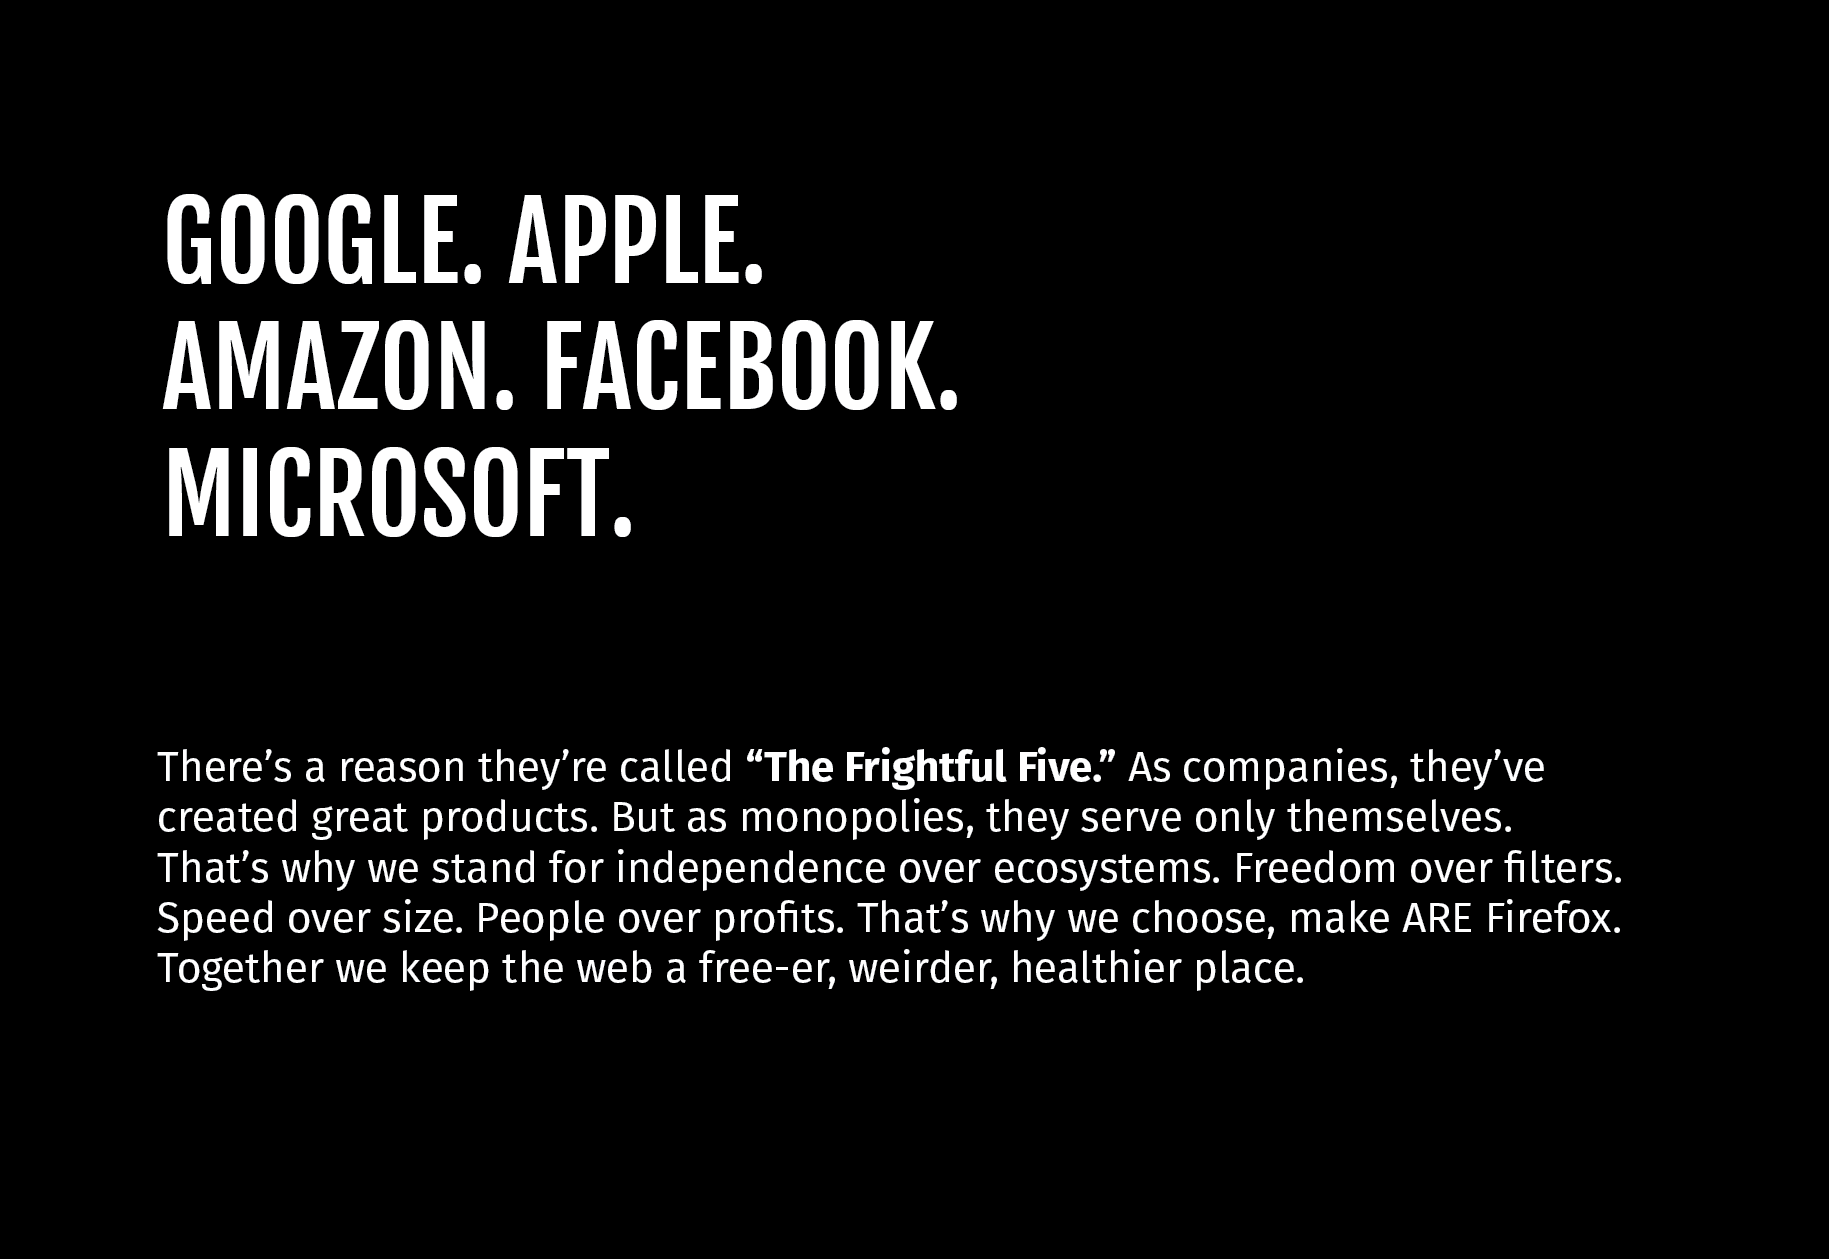 GOOGLE. APPLE.
AMAZON. FACEBOOK.
MICROSOFT.
There’s a reason they’re called “The Frightful Five.” As companies, they’ve
created great products. But as monopolies, they serve only themselves.
That’s why we stand for independence over ecosystems. Freedom over filters.
Speed over size. People over profits. That’s why we choose, make ARE Firefox.
Together we keep the web a free-er, weirder, healthier place.